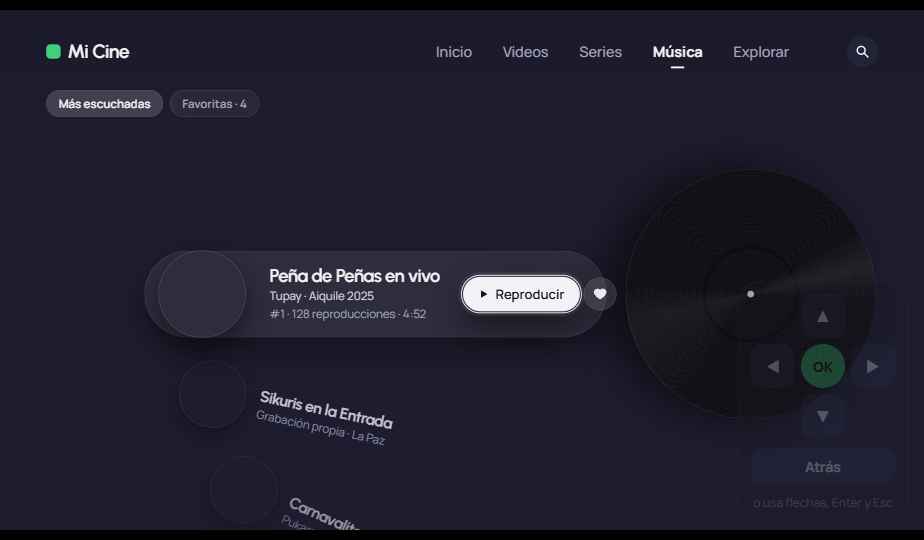 Mi Cine
Inicio
Videos
Series
Música
Explorar
Más escuchadas
Favoritas · 4
Peña de Peñas en vivo
Tupay · Aiquile 2025
#1 · 128 reproducciones · 4:52
Reproducir
Sikuris en la Entrada
Grabación propia · La Paz
OK
Atrás
o usa flechas, Enter y Esc